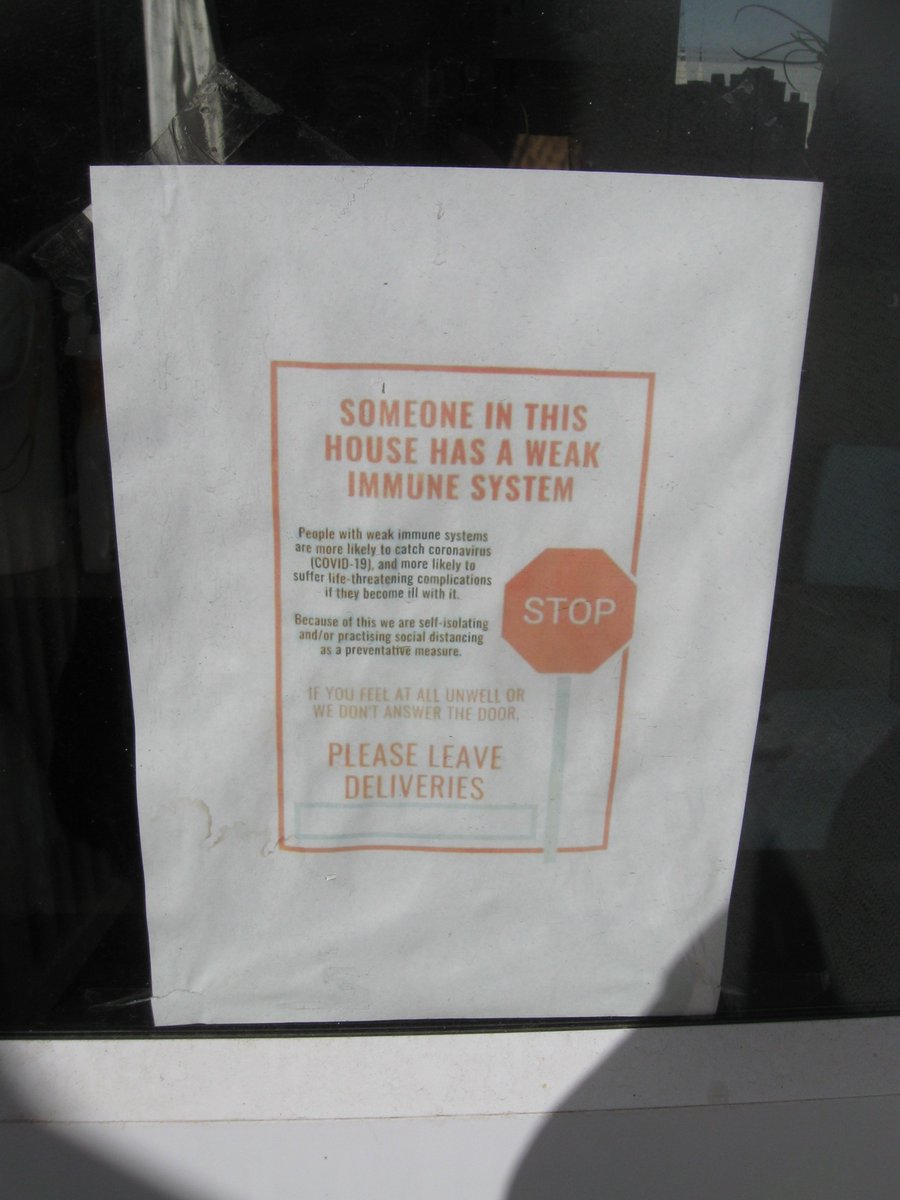 SOMEONE IN THIS
HOUSE HAS A WEAK
IMMUNE SYSTEM
People with weak immune systems
are more likely to catch coronavirus
(COVID-19), and more likely to
suffer life-threatening complications
if they become ill with it.
Because of this we are self-isolating
and/or practising social distancing
as a preventative measure.
STOP
IF YOU FEEL AT ALL UNWELL OR
WE DON'T ANSWER THE DOOR,
PLEASE LEAVE
DELIVERIES